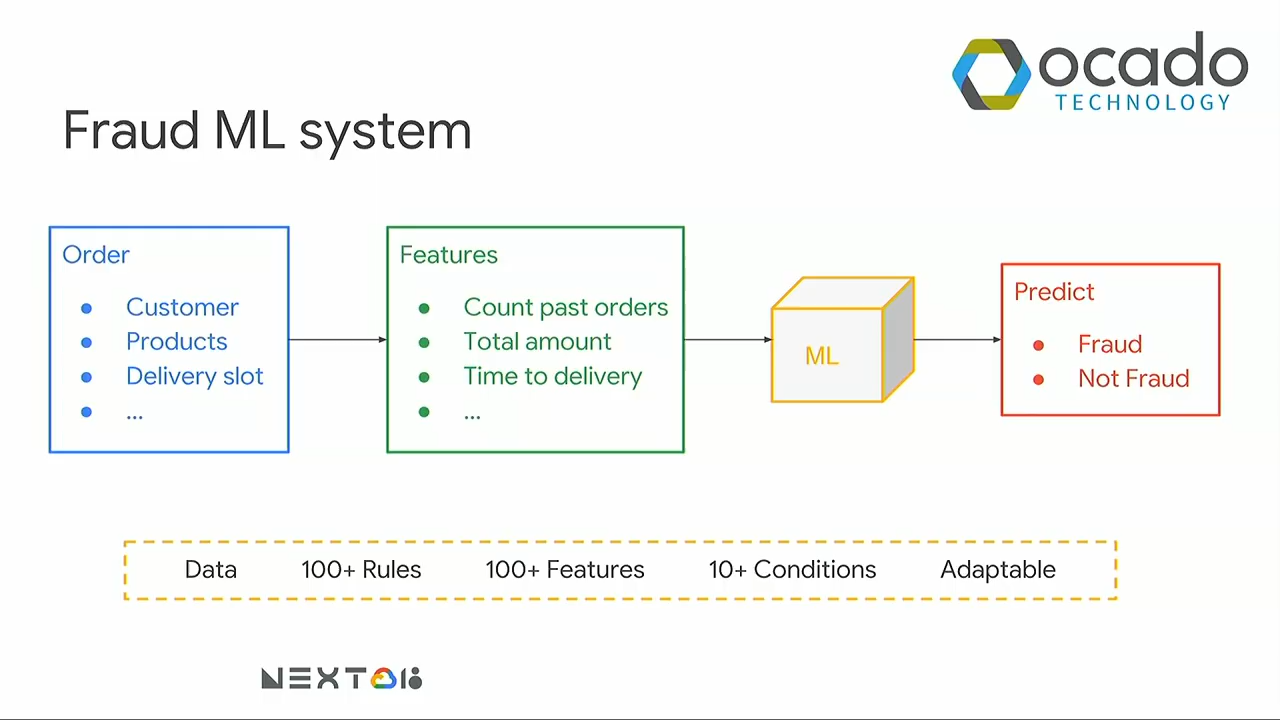 ocado
TECHNOLOGY
Fraud ML system
Order
● Customer
● Products
● Delivery slot
● ...
Features
● Count past orders
● Total amount
● Time to delivery
● ...
ML
Predict
● Fraud
● Not Fraud
Data 100+ Rules 100+ Features 10+ Conditions Adaptable
NEXT 18